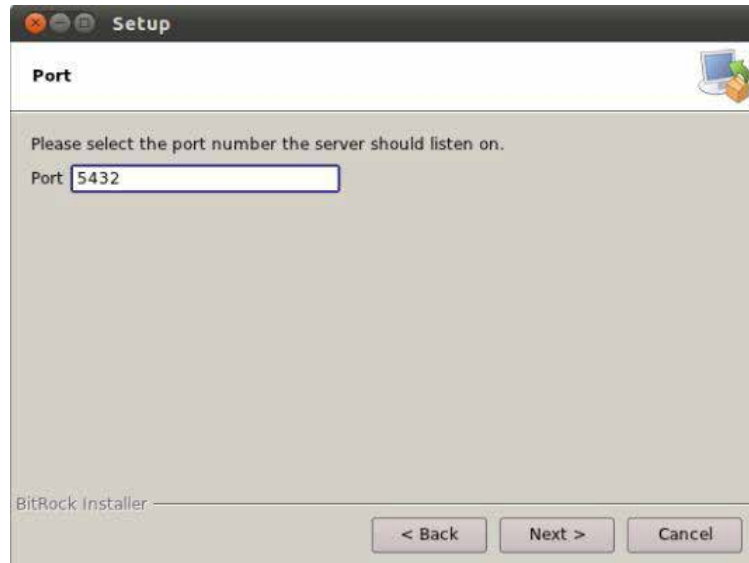 Setup
Port
Please select the port number the server should listen on.
Port 5432
BitRock Installer
< Back Next > Cancel